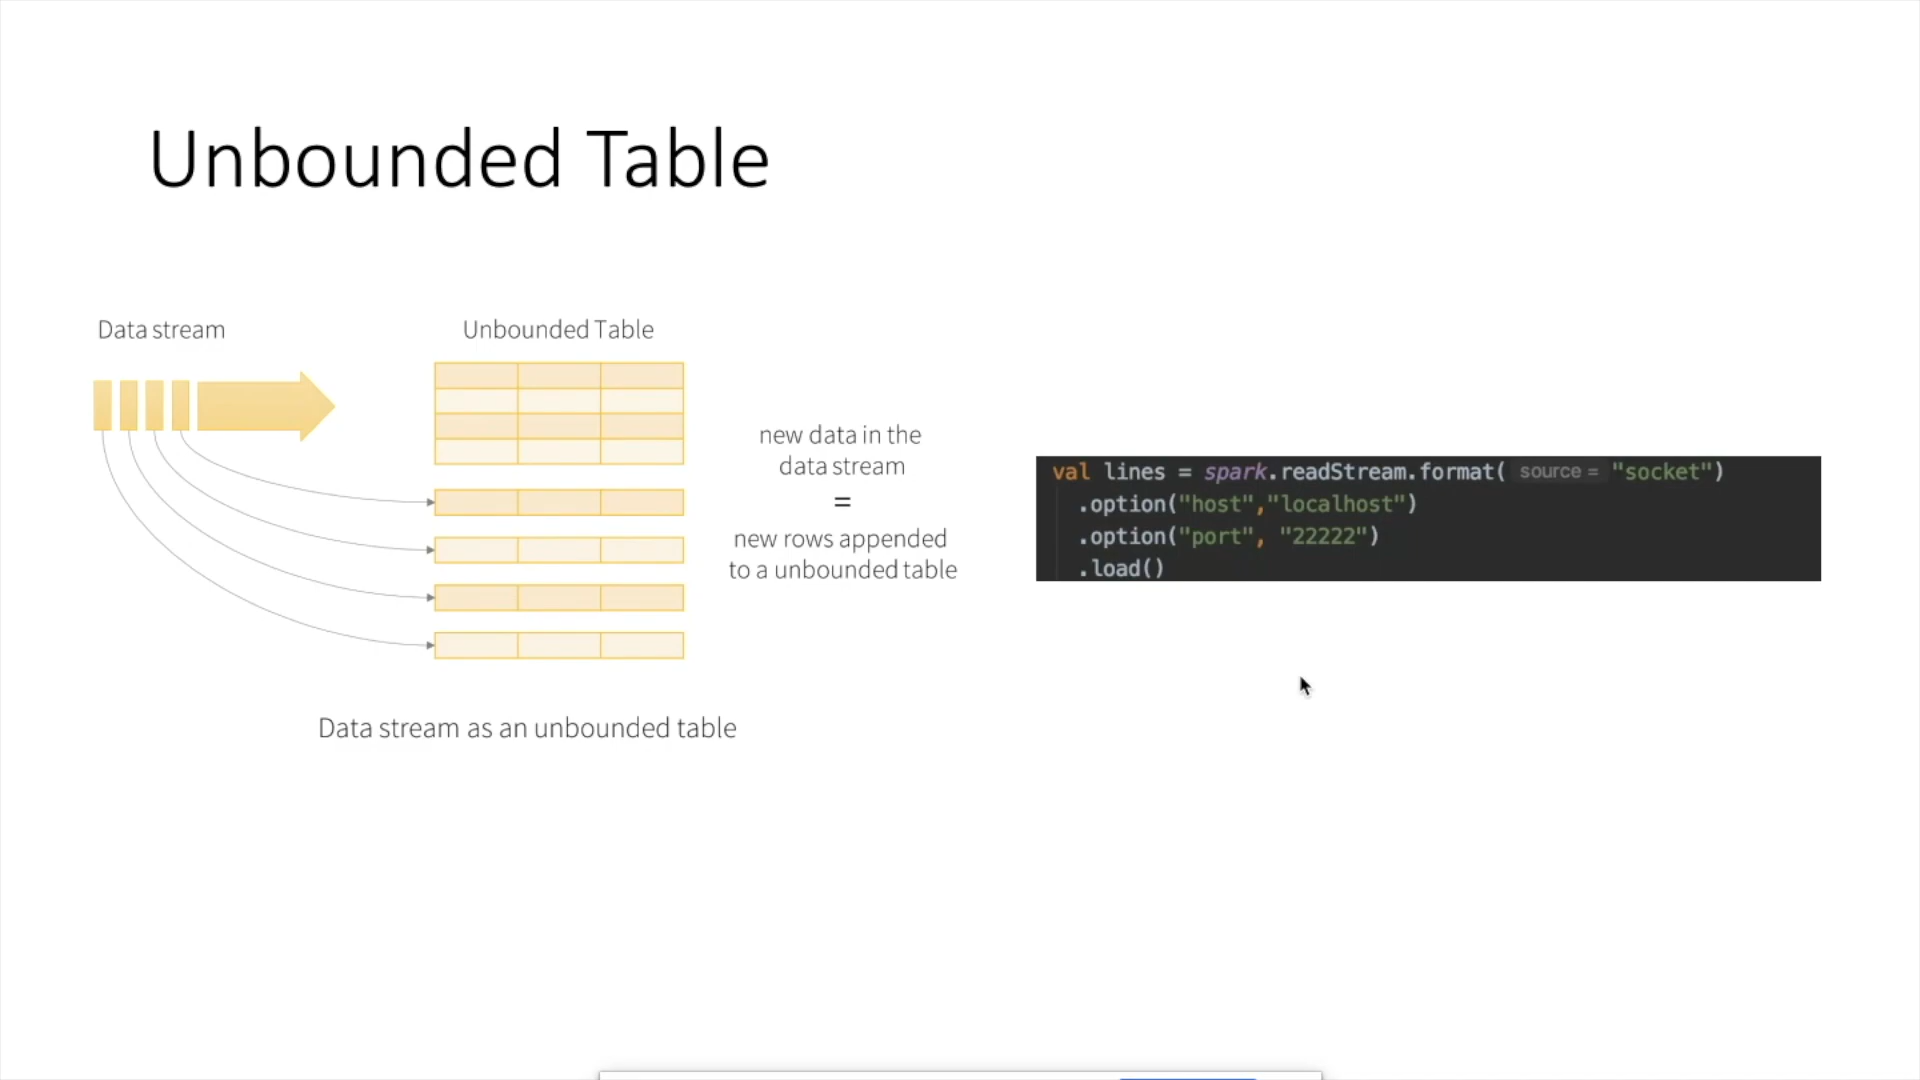 Unbounded Table
Data stream
Unbounded Table
new data in the
data stream
=
new rows appended
to a unbounded table
Data stream as an unbounded table
val lines = spark.readStream.format( source = "socket")
.option("host","localhost")
.option("port", "22222")
.load()